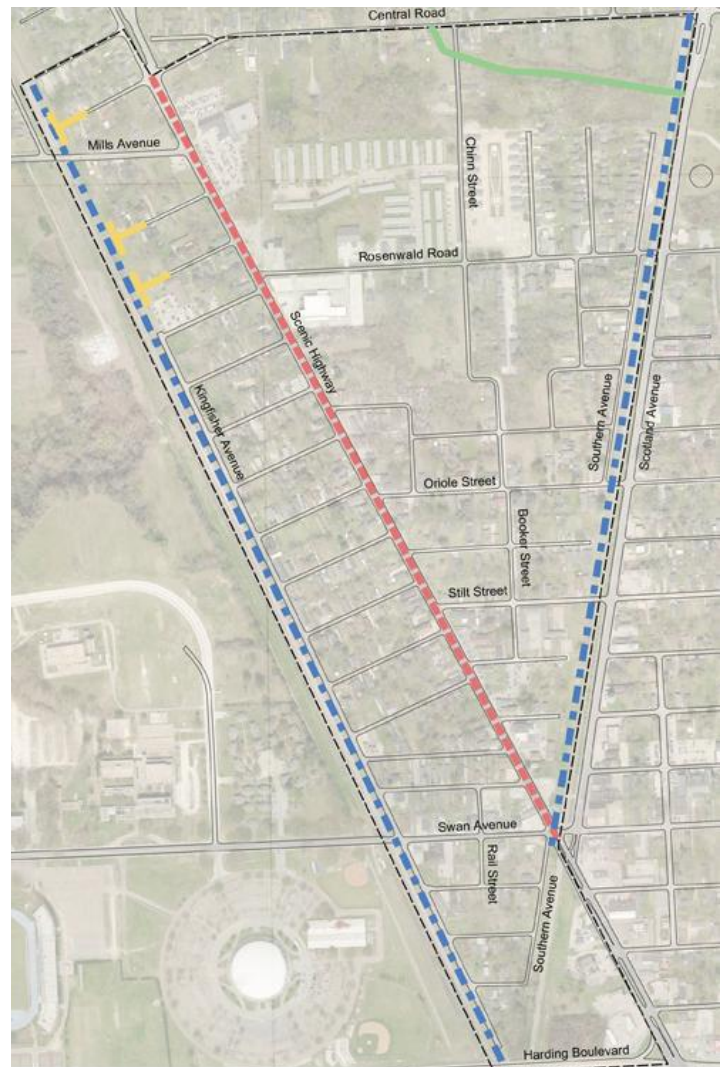 Central Road
Mills Avenue
Chinn Street
Rosenwald Road
Scenic Highway
Kingfisher Avenue
Southern Avenue
Scotland Avenue
Oriole Street
Booker Street
Stilt Street
Swan Avenue
Rail Street
Southern Avenue
Harding Boulevard